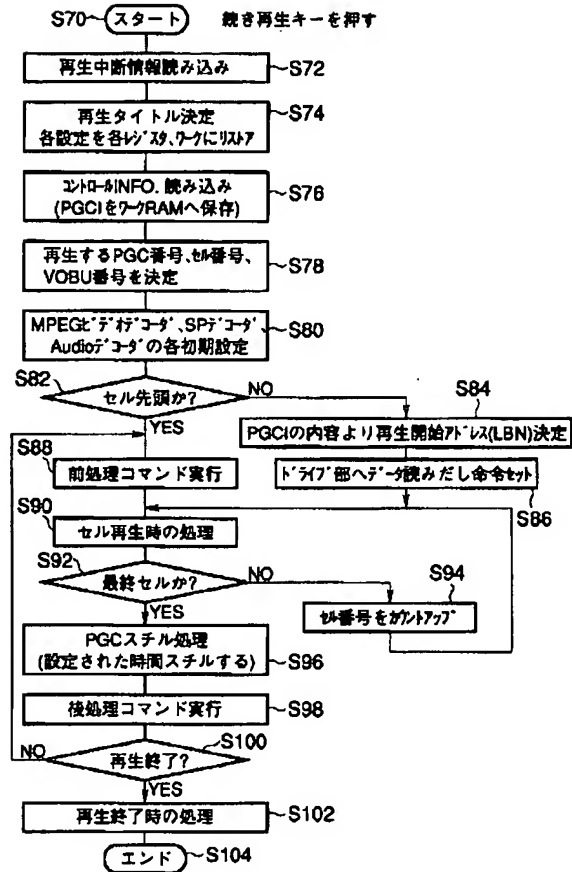 S70 スタート 続き再生キーを押す
再生中断情報読み込み S72
再生タイトル決定 S74
各設定を各レジスタ、ワークにリストア
コントロールINFO. 読み込み S76
(PGCIをワークRAMへ保存)
再生するPGC番号、セル番号、 S78
VOBU番号を決定
MPEGビデオデコーダ、SPデコーダ S80
Audioデコーダの各初期設定
S82 セル先頭か? NO
YES
S84
PGCIの内容より再生開始アドレス(LBN)決定
ドライブ部へデータ読みだし命令セット
S86
S88
前処理コマンド実行
S90
セル再生時の処理
S92 最終セルか? NO
YES
S94
セル番号をカウントアップ
PGCスチル処理
(設定された時間スチルする) S96
後処理コマンド実行 S98
再生終了? S100
NO
YES
再生終了時の処理 S102
エンド S104